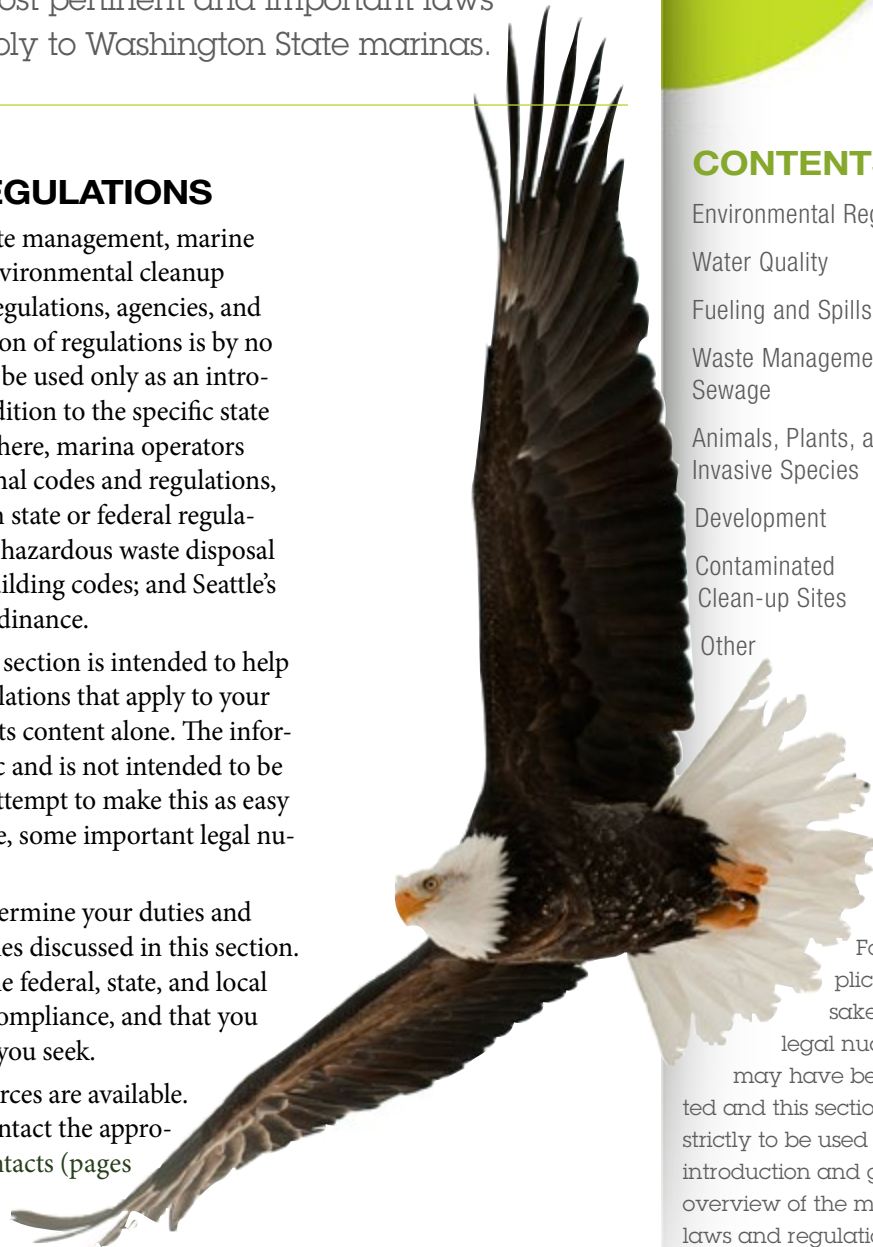 ost pertinent and important laws
ply to Washington State marinas.
EGULATIONS
te management, marine
vironmental cleanup
egulations, agencies, and
on of regulations is by no
be used only as an intro-
dition to the specific state
here, marina operators
nal codes and regulations,
n state or federal regula-
hazardous waste disposal
ilding codes; and Seattle's
dinance.
section is intended to help
lations that apply to your
ts content alone. The infor-
c and is not intended to be
ttempt to make this as easy
e, some important legal nu-
ermine your duties and
es discussed in this section.
e federal, state, and local
ompliance, and that you
you seek.
rces are available.
ntact the appro-
ntacts (pages
CONTENTS
Environmental Reg
Water Quality
Fueling and Spills
Waste Manageme
Sewage
Animals, Plants, a
Invasive Species
Development
Contaminated
Clean-up Sites
Other
Fo
plic
sake
legal nua
may have be
ted and this sectio
strictly to be used
introduction and g
overview of the m
laws and regulatio